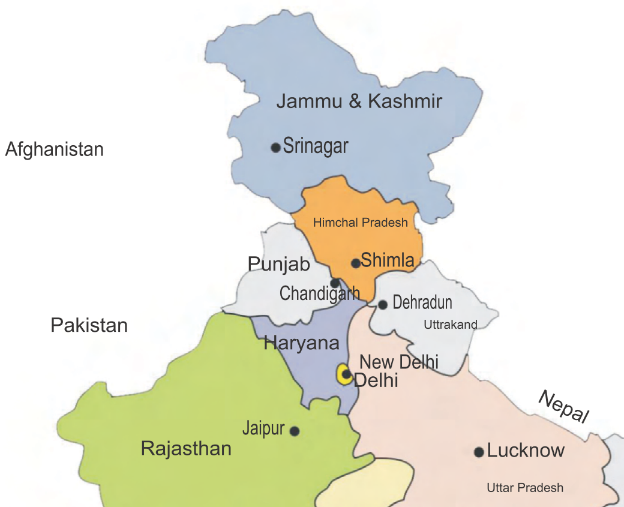 Jammu & Kashmir
Srinagar
Afghanistan
Himchal Pradesh
Shimla
Punjab
Chandigarh
Dehradun
Uttrakand
Pakistan
Haryana
New Delhi
Delhi
Nepal
Jaipur
Rajasthan
Lucknow
Uttar Pradesh